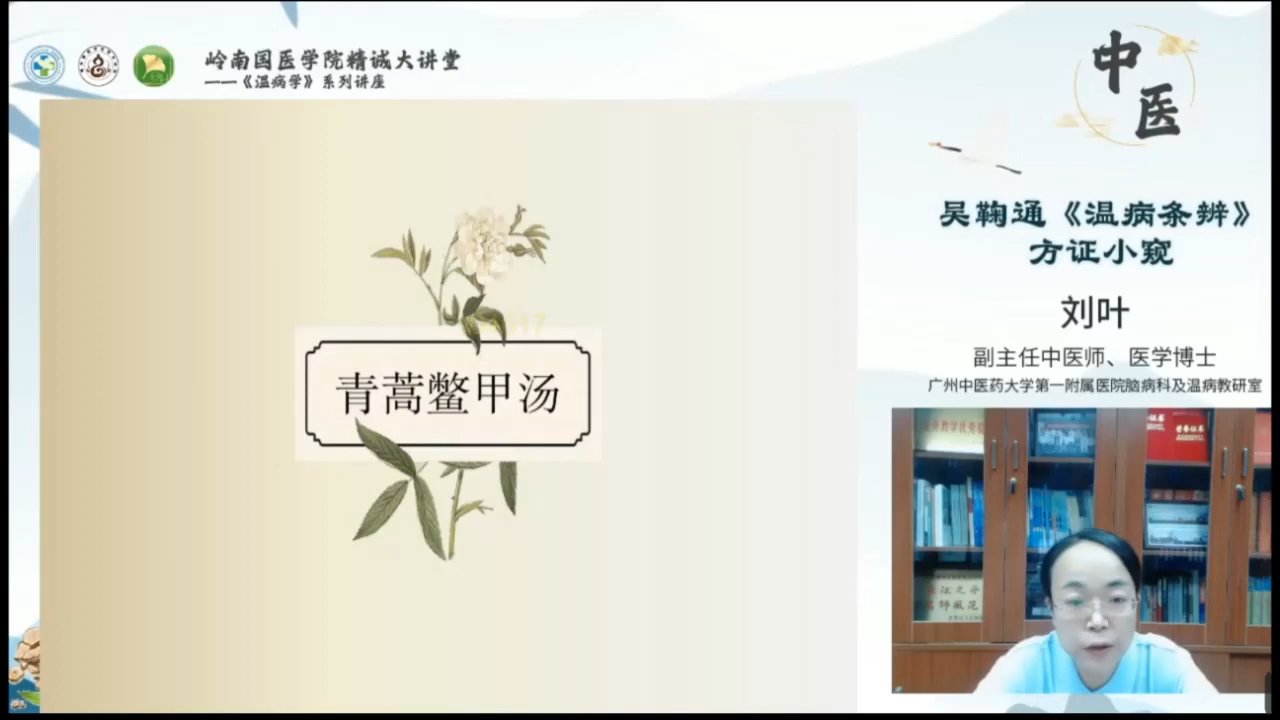 岭南国医学院精诚大讲堂
——《温病学》系列讲座
中医
青蒿鳖甲汤
吴鞠通《温病条辨》
方证小窥
刘叶
副主任中医师、医学博士
广州中医药大学第一附属医院脑病科及温病教研室